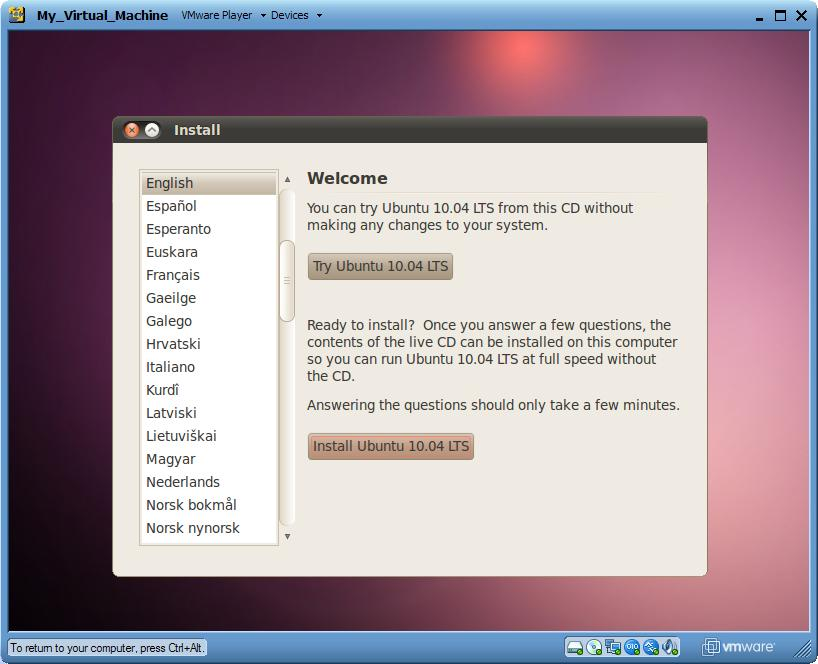 My_Virtual_Machine VMware Player Devices
Install
English
Español
Esperanto
Euskara
Français
Gaeilge
Galego
Hrvatski
Italiano
Kurdî
Latviski
Lietuviškai
Magyar
Nederlands
Norsk bokmål
Norsk nynorsk
Welcome
You can try Ubuntu 10.04 LTS from this CD without
making any changes to your system.
Try Ubuntu 10.04 LTS
Ready to install? Once you answer a few questions, the
contents of the live CD can be installed on this computer
so you can run Ubuntu 10.04 LTS at full speed without
the CD.
Answering the questions should only take a few minutes.
Install Ubuntu 10.04 LTS
To return to your computer, press Ctrl+Alt.
vmware